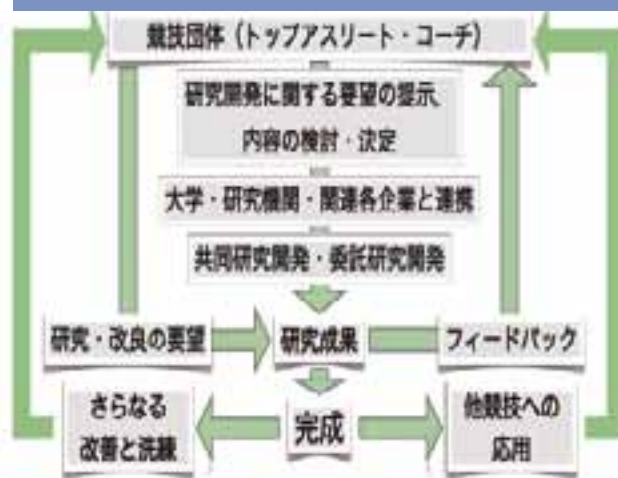 競技団体(トップアスリート・コーチ)
研究開発に関する要望の提示、
内容の検討・決定
大学・研究機関・関連各企業と連携
共同研究開発・委託研究開発
研究・改良の要望
研究成果
フィードバック
さらなる
改善と洗練
完成
他競技への
応用